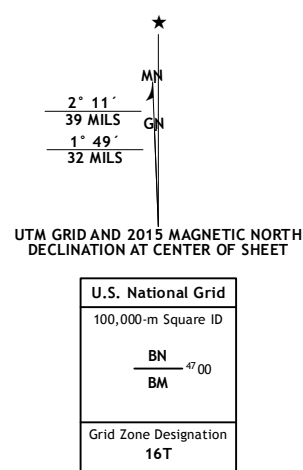 ★
MN
2° 11´
39 MILS
GN
1° 49´
32 MILS
UTM GRID AND 2015 MAGNETIC NORTH
DECLINATION AT CENTER OF SHEET
U.S. National Grid
100,000-m Square ID
BN
4700
BM
Grid Zone Designation
16T